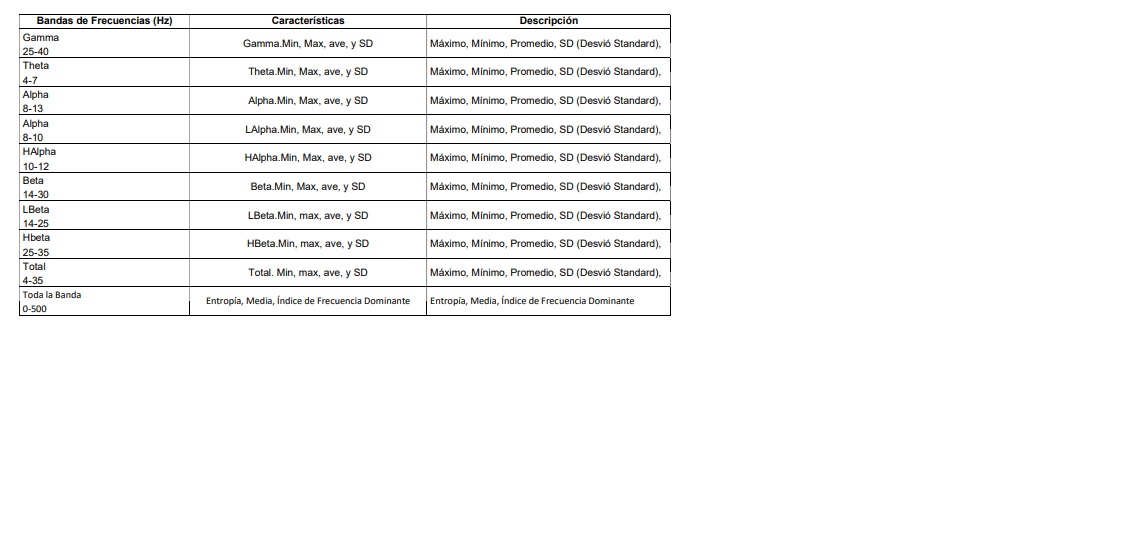 Bandas de Frecuencias (Hz) Características Descripción
Gamma
25-40 Gamma.Min, Max, ave, y SD Máximo, Mínimo, Promedio, SD (Desvió Standard),
Theta
4-7 Theta.Min, Max, ave, y SD Máximo, Mínimo, Promedio, SD (Desvió Standard),
Alpha
8-13 Alpha.Min, Max, ave, y SD Máximo, Mínimo, Promedio, SD (Desvió Standard),
Alpha
8-10 LAlpha.Min, Max, ave, y SD Máximo, Mínimo, Promedio, SD (Desvió Standard),
HAlpha
10-12 HAlpha.Min, Max, ave, y SD Máximo, Mínimo, Promedio, SD (Desvió Standard),
Beta
14-30 Beta.Min, Max, ave, y SD Máximo, Mínimo, Promedio, SD (Desvió Standard),
LBeta
14-25 LBeta.Min, max, ave, y SD Máximo, Mínimo, Promedio, SD (Desvió Standard),
Hbeta
25-35 HBeta.Min, max, ave, y SD Máximo, Mínimo, Promedio, SD (Desvió Standard),
Total
4-35 Total. Min, max, ave, y SD Máximo, Mínimo, Promedio, SD (Desvió Standard),
Toda la Banda
0-500 Entropía, Media, Índice de Frecuencia Dominante Entropía, Media, Índice de Frecuencia Dominante